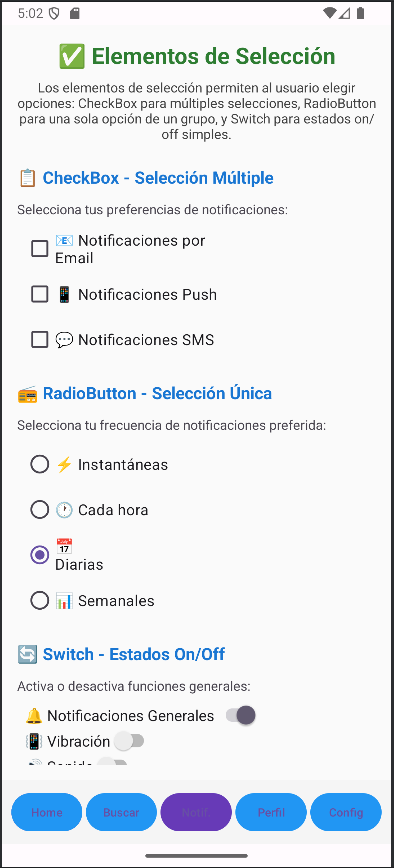 5:02
✅ Elementos de Selección
Los elementos de selección permiten al usuario elegir
opciones: CheckBox para múltiples selecciones, RadioButton
para una sola opción de un grupo, y Switch para estados on/
off simples.
📋 CheckBox - Selección Múltiple
Selecciona tus preferencias de notificaciones:
📧 Notificaciones por
Email
📱 Notificaciones Push
💬 Notificaciones SMS
📻 RadioButton - Selección Única
Selecciona tu frecuencia de notificaciones preferida:
⚡ Instantáneas
🕐 Cada hora
📅
Diarias
📊 Semanales
🔄 Switch - Estados On/Off
Activa o desactiva funciones generales:
🔔 Notificaciones Generales
📳 Vibración
🔊 Sonido
Home Buscar Notif Perfil Config